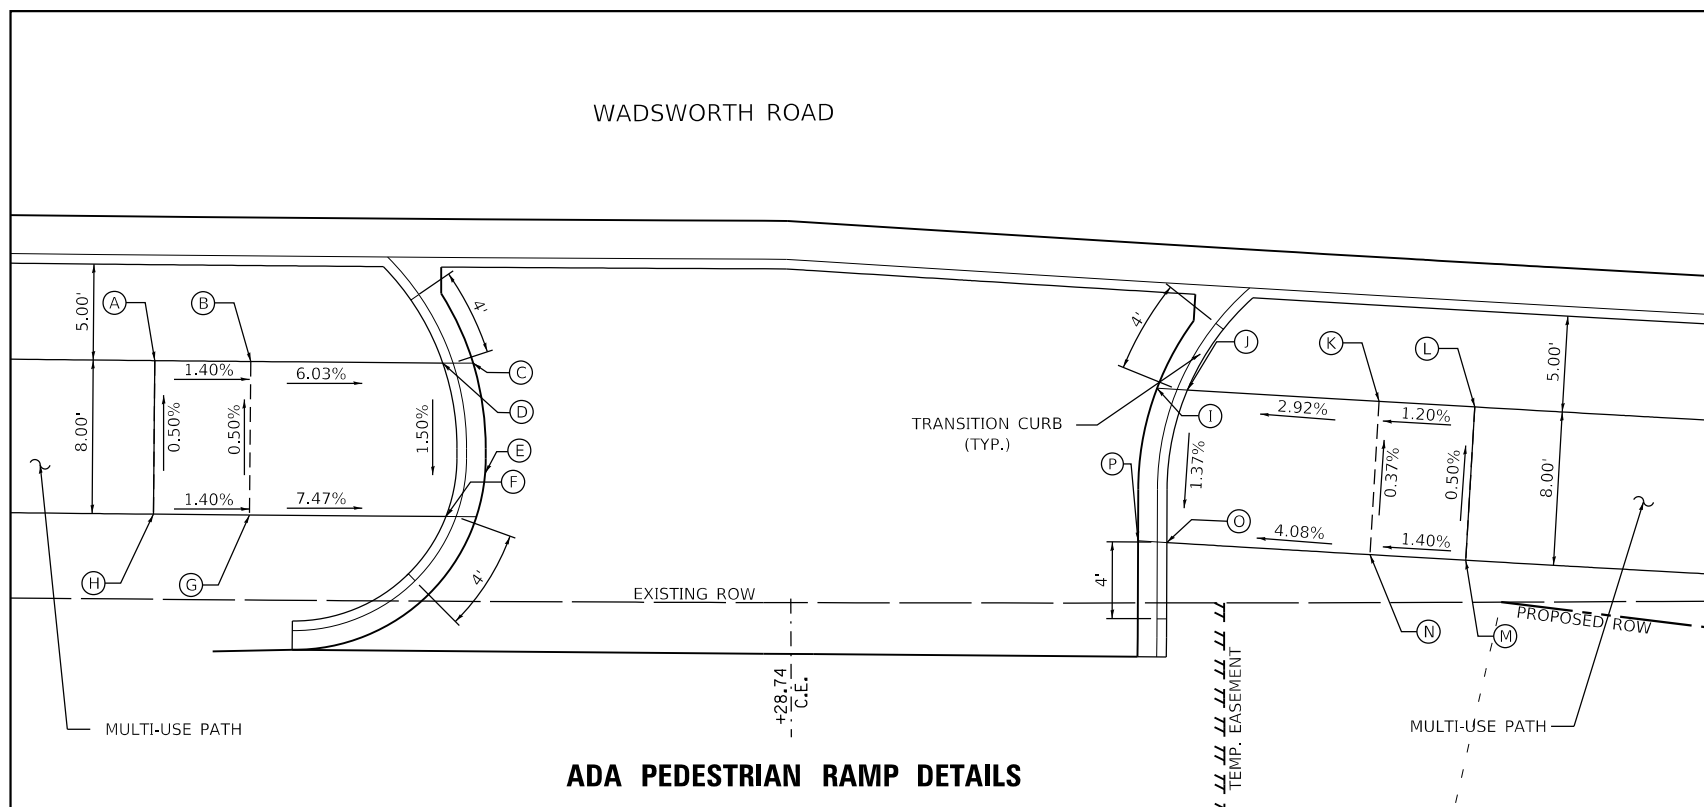 WADSWORTH ROAD
5.00'
A
B
4'
C
D
E
F
1.40%
6.03%
8.00'
0.50%
0.50%
1.50%
1.40%
7.47%
H
G
4'
4'
J
I
K
L
5.00'
TRANSITION CURB
(TYP.)
P
2.92%
1.20%
1.37%
0.37%
0.50%
8.00'
O
4.08%
1.40%
4'
N
M
EXISTING ROW
PROPOSED ROW
+28.74
C.E.
TEMP. EASEMENT
MULTI-USE PATH
MULTI-USE PATH
ADA PEDESTRIAN RAMP DETAILS